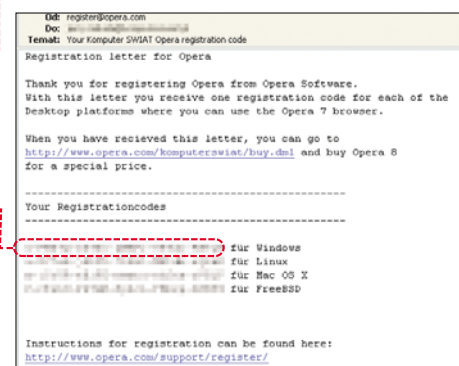 Od: register@opera.com
Do:
Temat: Your Komputer SWIAT Opera registration code
Registration letter for Opera
Thank you for registering Opera from Opera Software.
With this letter you receive one registration code for each of the
Desktop platforms where you can use the Opera 7 browser.
When you have recieved this letter, you can go to
http://www.opera.com/komputerswiat/buy.dml and buy Opera 8
for a special price.
----------------------------------------------------
Your Registrationcodes
----------------------------------------------------
für Windows
für Linux
für Mac OS X
für FreeBSD
Instructions for registration can be found here:
http://www.opera.com/support/register/